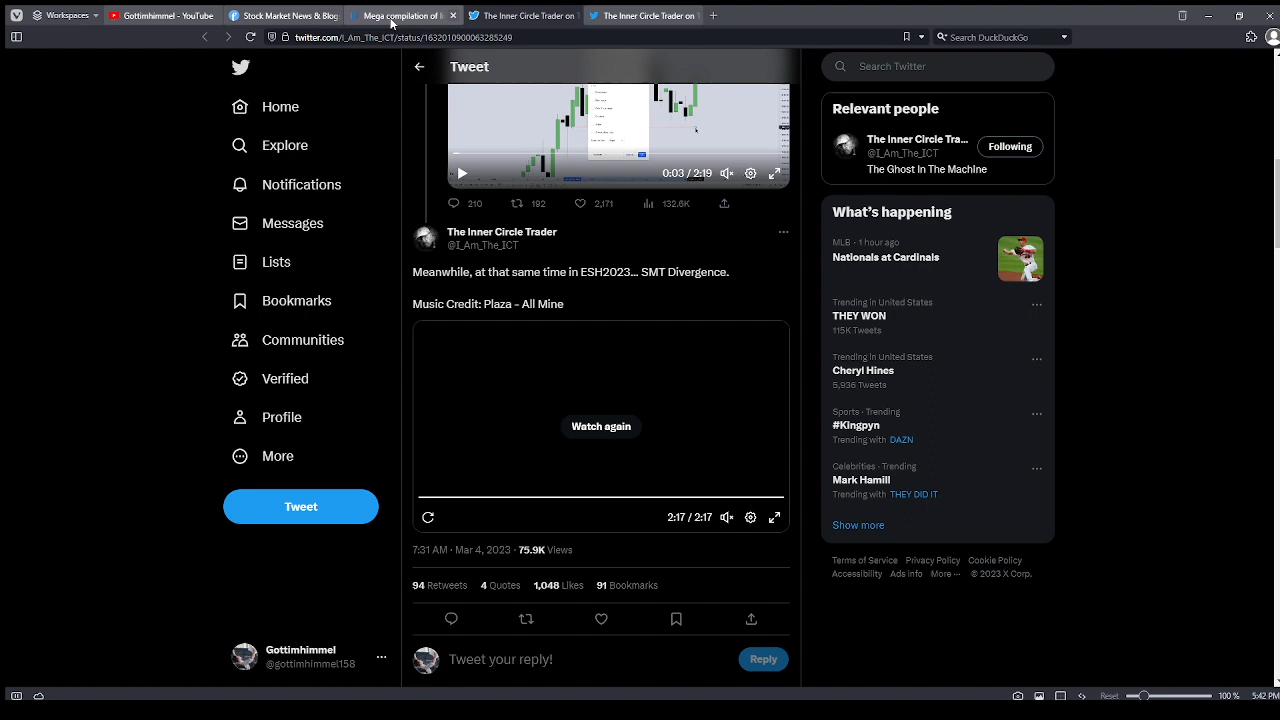 Workspaces
Gottimhimmel - YouTube
Stock Market News & Blog
Mega compilation of I
The Inner Circle Trader on T
The Inner Circle Trader on T
twitter.com/I_Am_The_ICT/status/1632010900063285249
Search DuckDuckGo
Home
Explore
Notifications
Messages
Lists
Bookmarks
Communities
Verified
Profile
More
Tweet
Gottimhimmel
@gottimhimmel158
Tweet
0:03 / 2:19
210
192
2,171
132.6K
The Inner Circle Trader
@I_Am_The_ICT
Meanwhile, at that same time in ESH2023... SMT Divergence.
Music Credit: Plaza - All Mine
Watch again
2:17 / 2:17
7:31 AM · Mar 4, 2023 · 75.9K Views
94 Retweets 4 Quotes 1,048 Likes 91 Bookmarks
Tweet your reply!
Reply
Search Twitter
Relevant people
The Inner Circle Tra...
@I_Am_The_ICT
Following
The Ghost In The Machine
What's happening
MLB · 1 hour ago
Nationals at Cardinals
Trending in United States
THEY WON
115K Tweets
Trending in United States
Cheryl Hines
5,936 Tweets
Sports · Trending
#Kingpyn
Trending with DAZN
Celebrities · Trending
Mark Hamill
Trending with THEY DID IT
Show more
Terms of Service Privacy Policy Cookie Policy
Accessibility Ads info More ··· © 2023 X Corp.
Reset
100 %
5:42 PM